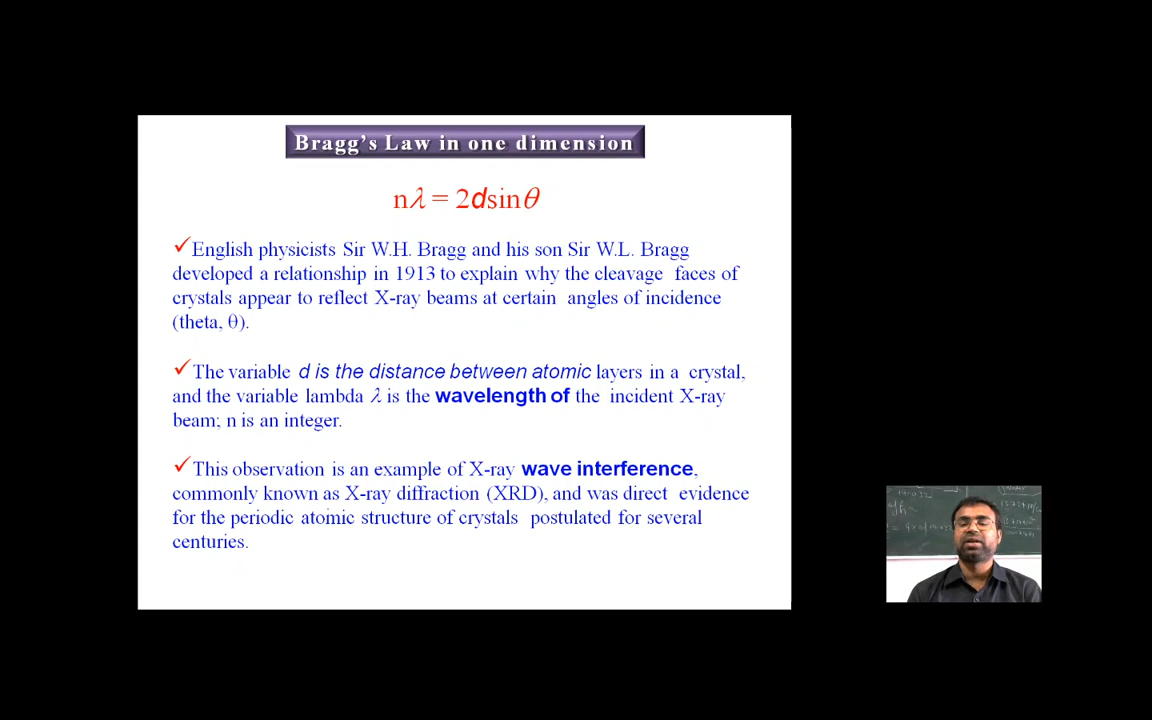 Bragg's Law in one dimension
nλ = 2dsinθ
✓English physicists Sir W.H. Bragg and his son Sir W.L. Bragg
developed a relationship in 1913 to explain why the cleavage faces of
crystals appear to reflect X-ray beams at certain angles of incidence
(theta, θ).
✓The variable d is the distance between atomic layers in a crystal,
and the variable lambda λ is the wavelength of the incident X-ray
beam; n is an integer.
✓This observation is an example of X-ray wave interference,
commonly known as X-ray diffraction (XRD), and was direct evidence
for the periodic atomic structure of crystals postulated for several
centuries.